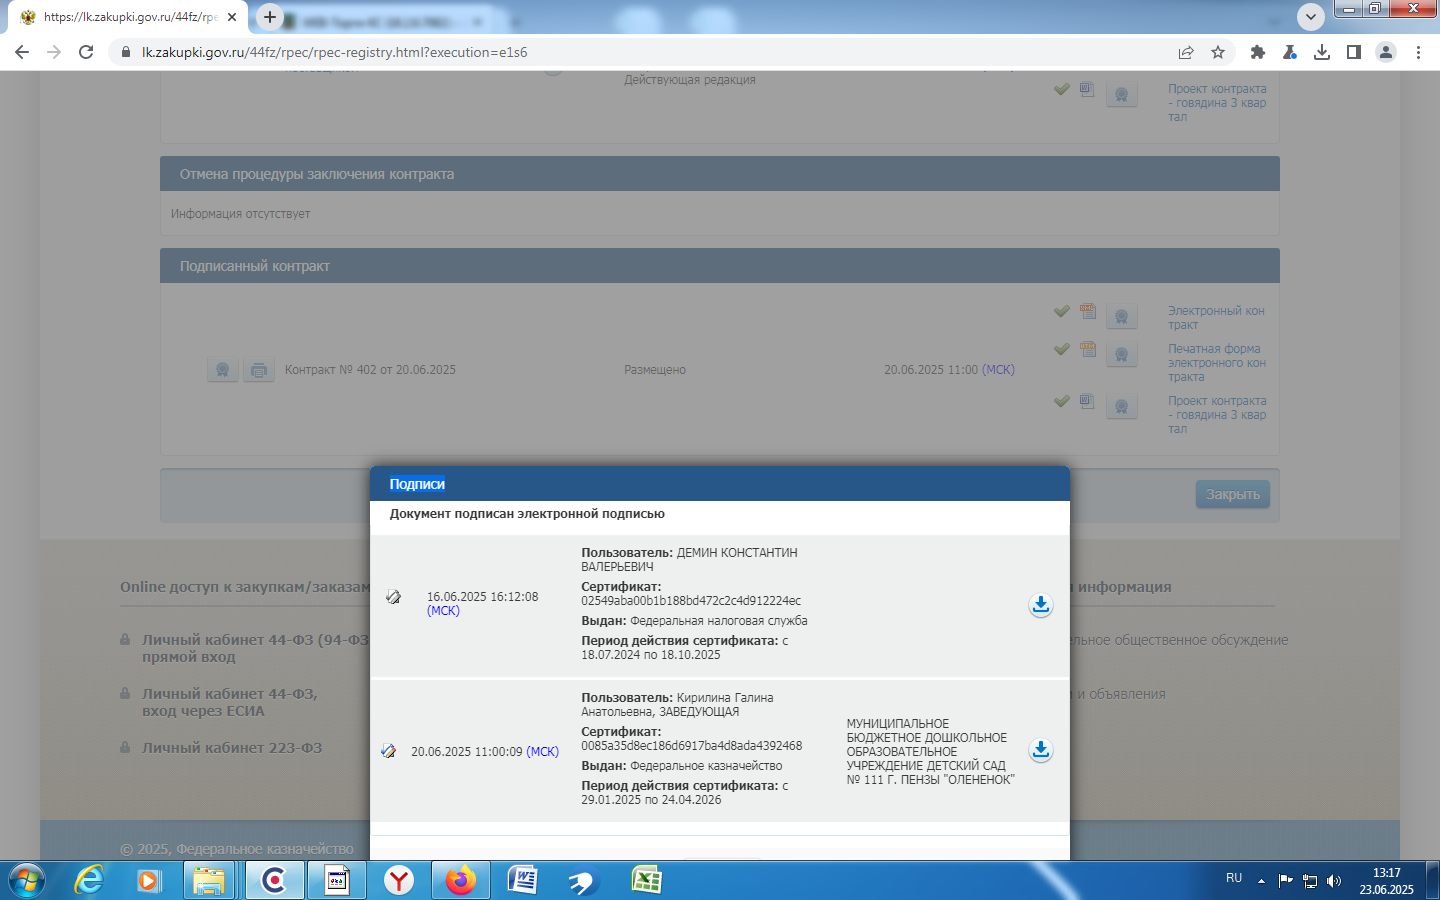 https://lk.zakupki.gov.ru/44fz/rpe
lk.zakupki.gov.ru/44fz/rpec/rpec-registry.html?execution=e1s6
Действующая редакция
Проект контракта
- говядина 3 квар
тал
Отмена процедуры заключения контракта
Информация отсутствует
Подписанный контракт
Электронный кон
тракт
Печатная форма
электронного кон
тракта
Контракт № 402 от 20.06.2025
Размещено
20.06.2025 11:00 (МСК)
Проект контракта
- говядина 3 квар
тал
Закрыть
Подписи
Документ подписан электронной подписью
Пользователь: ДЕМИН КОНСТАНТИН
ВАЛЕРЬЕВИЧ
Сертификат:
02549aba00b1b188bd472c2c4d912224ec
Выдан: Федеральная налоговая служба
Период действия сертификата: с
18.07.2024 по 18.10.2025
16.06.2025 16:12:08
(МСК)
Пользователь: Кирилина Галина
Анатольевна, ЗАВЕДУЮЩАЯ
Сертификат:
0085a35d8ec186d6917ba4d8ada4392468
Выдан: Федеральное казначейство
Период действия сертификата: с
29.01.2025 по 24.04.2026
20.06.2025 11:00:09 (МСК)
МУНИЦИПАЛЬНОЕ
БЮДЖЕТНОЕ ДОШКОЛЬНОЕ
ОБРАЗОВАТЕЛЬНОЕ
УЧРЕЖДЕНИЕ ДЕТСКИЙ САД
№ 111 Г. ПЕНЗЫ "ОЛЕНЕНОК"
Online доступ к закупкам/заказам
я информация
Личный кабинет 44-ФЗ (94-ФЗ
прямой вход
ельное общественное обсуждение
Личный кабинет 44-ФЗ,
вход через ЕСИА
и и объявления
Личный кабинет 223-ФЗ
© 2025, Федеральное казначейство
RU
13:17
23.06.2025